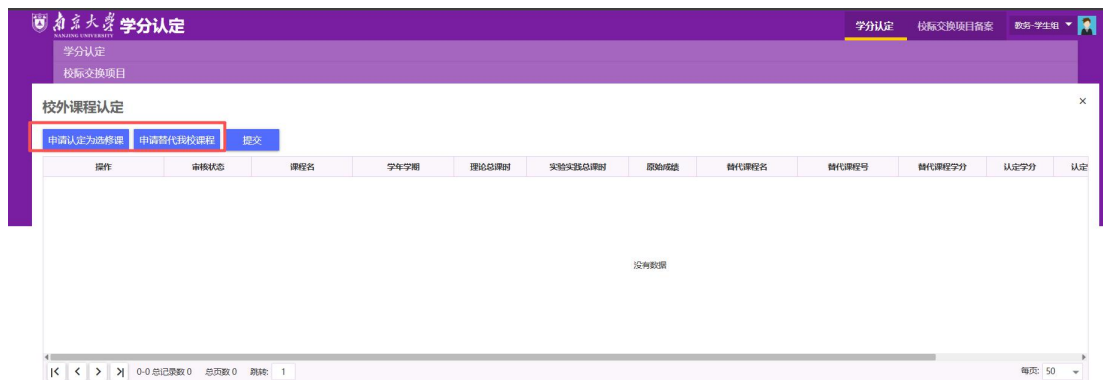 南京大学 学分认定 学分认定 校际交换项目备案 教务-学生组
NANJING UNIVERSITY
学分认定
校际交换项目
校外课程认定 ×
申请认定为选修课 申请替代我校课程 提交
操作 审核状态 课程名 学年学期 理论总课时 实验实践总课时 原始成绩 替代课程名 替代课程号 替代课程学分 认定学分 认定
没有数据
0-0 总记录数 0 总页数 0 跳转: 1 每页: 50